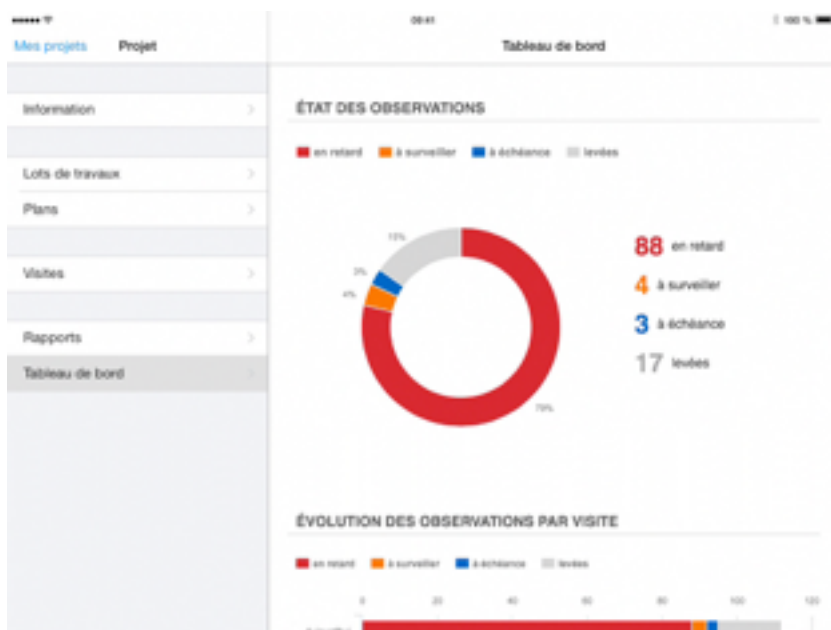 09:41 100 %
Mes projets Projet Tableau de bord
Information
Lots de travaux
Plans
Visites
Rapports
Tableau de bord
ÉTAT DES OBSERVATIONS
en retard à surveiller à échéance levées
15%
3%
4%
79%
88 en retard
4 à surveiller
3 à échéance
17 levées
ÉVOLUTION DES OBSERVATIONS PAR VISITE
en retard à surveiller à échéance levées
0 20 40 60 80 100 120